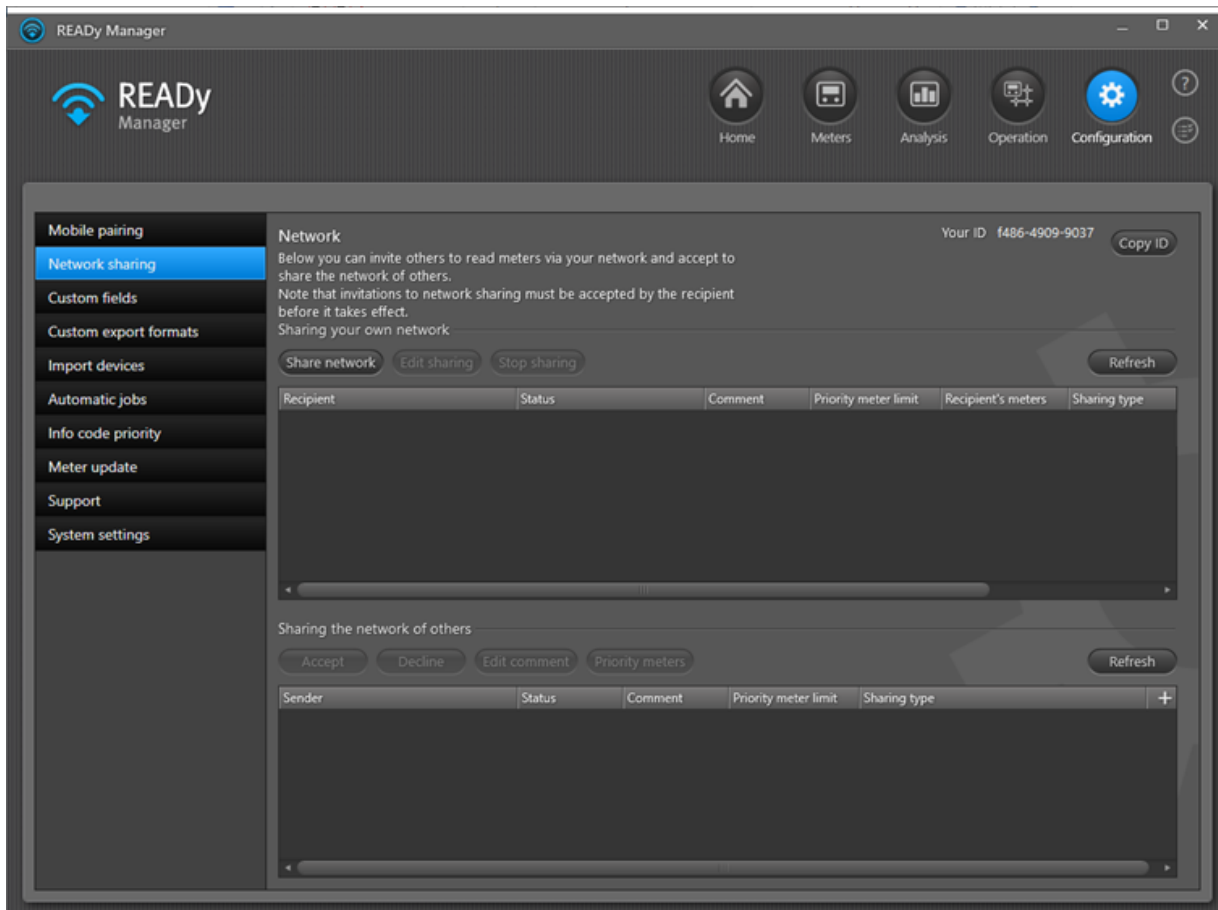 READy Manager
READy
Manager
Home
Meters
Analysis
Operation
Configuration
?
Mobile pairing
Network sharing
Custom fields
Custom export formats
Import devices
Automatic jobs
Info code priority
Meter update
Support
System settings
Network
Your ID f486-4909-9037
Copy ID
Below you can invite others to read meters via your network and accept to
share the network of others.
Note that invitations to network sharing must be accepted by the recipient
before it takes effect.
Sharing your own network
Share network
Edit sharing
Stop sharing
Refresh
Recipient
Status
Comment
Priority meter limit
Recipient's meters
Sharing type
Sharing the network of others
Accept
Decline
Edit comment
Priority meters
Refresh
Sender
Status
Comment
Priority meter limit
Sharing type
+